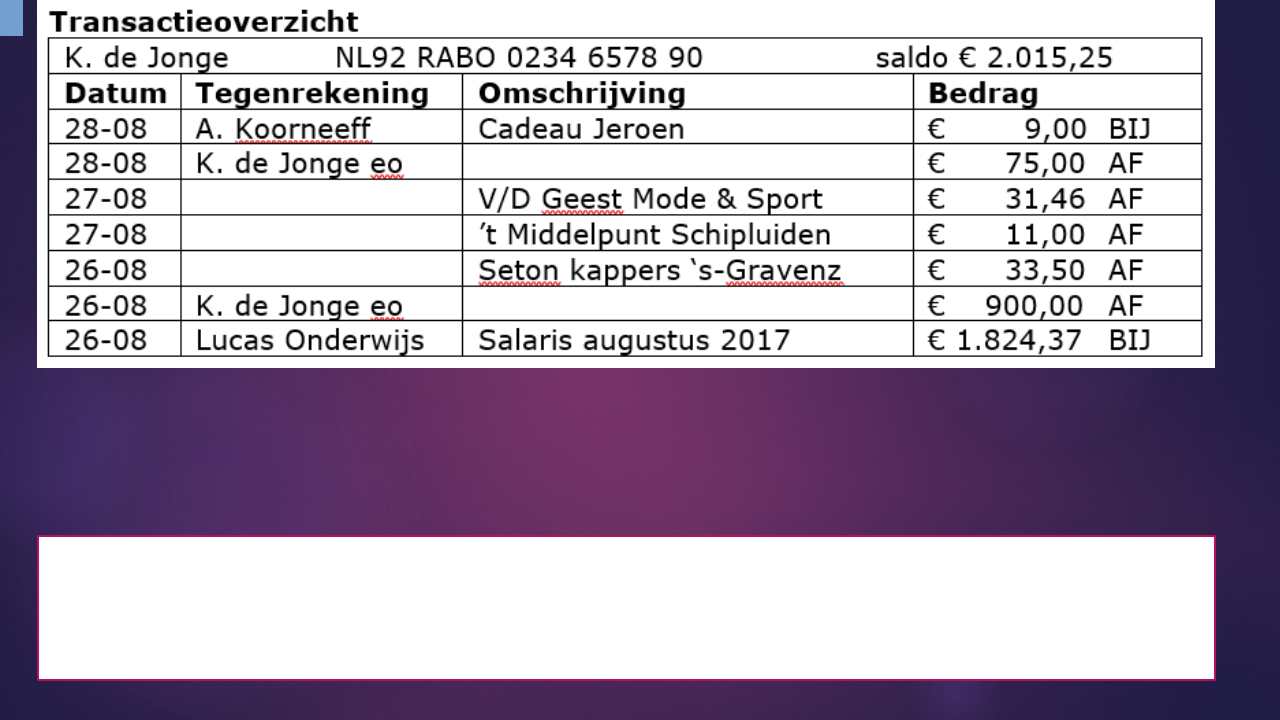 Transactieoverzicht
K. de Jonge NL92 RABO 0234 6578 90 saldo € 2.015,25
Datum Tegenrekening Omschrijving Bedrag
28-08 A. Koorneeff Cadeau Jeroen € 9,00 BIJ
28-08 K. de Jonge eo € 75,00 AF
27-08 V/D Geest Mode & Sport € 31,46 AF
27-08 ’t Middelpunt Schipluiden € 11,00 AF
26-08 Seton kappers ‘s-Gravenz € 33,50 AF
26-08 K. de Jonge eo € 900,00 AF
26-08 Lucas Onderwijs Salaris augustus 2017 € 1.824,37 BIJ